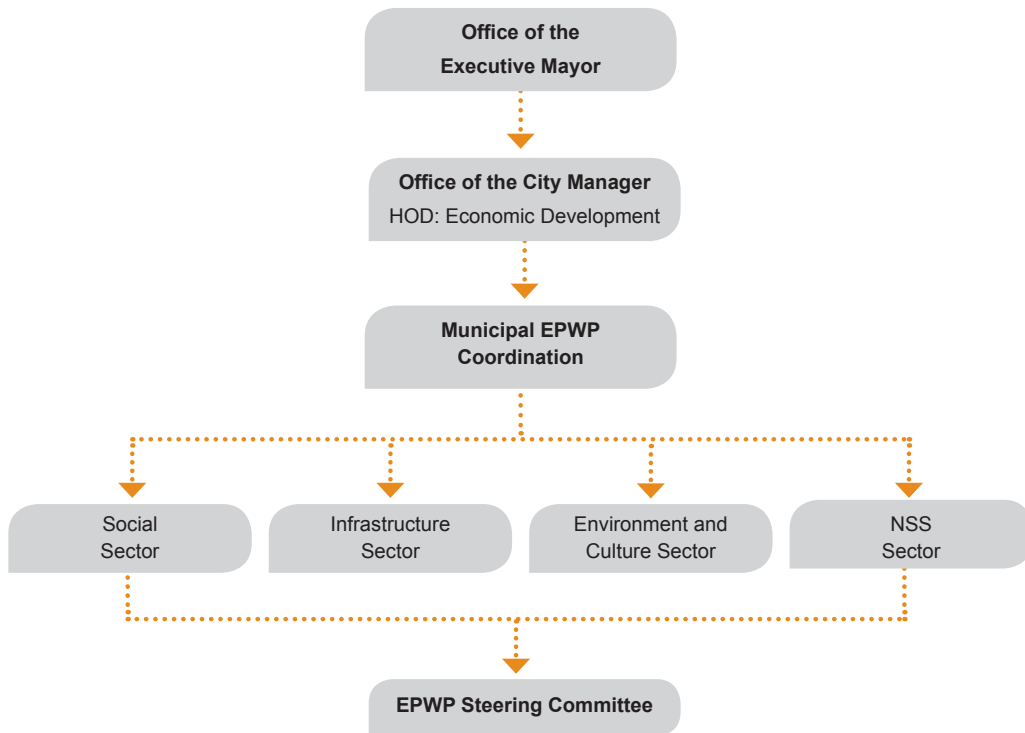 Office of the
Executive Mayor
Office of the City Manager
HOD: Economic Development
Municipal EPWP
Coordination
Social
Sector
Infrastructure
Sector
Environment and
Culture Sector
NSS
Sector
EPWP Steering Committee